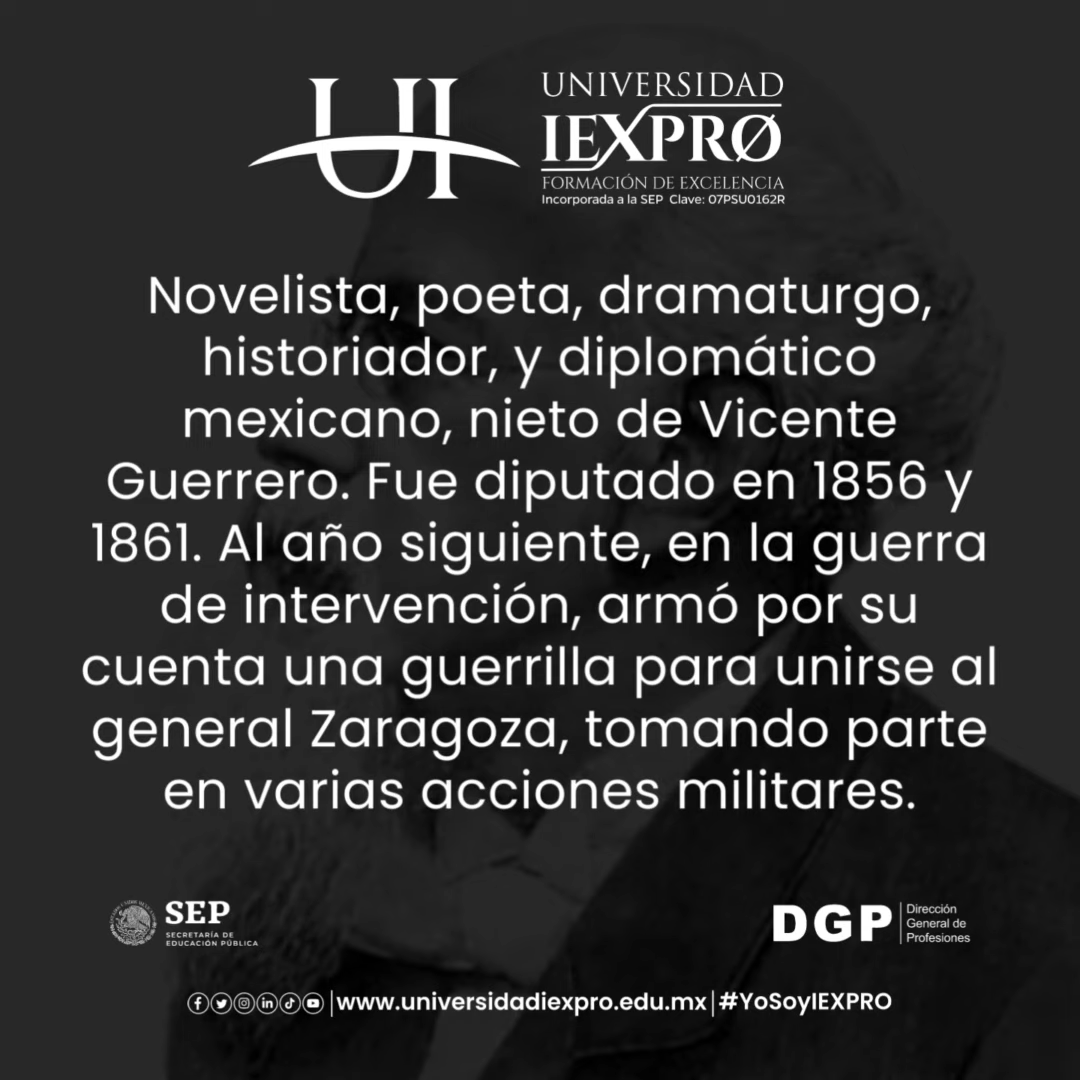 UI
UNIVERSIDAD
IEXPRØ
FORMACIÓN DE EXCELENCIA
Incorporada a la SEP Clave: 07PSU0162R
Novelista, poeta, dramaturgo,
historiador, y diplomático
mexicano, nieto de Vicente
Guerrero. Fue diputado en 1856 y
1861. Al año siguiente, en la guerra
de intervención, armó por su
cuenta una guerrilla para unirse al
general Zaragoza, tomando parte
en varias acciones militares.
SEP
SECRETARÍA DE
EDUCACIÓN PÚBLICA
DGP
Dirección
General de
Profesiones
www.universidadiexpro.edu.mx|#YoSoyIEXPRO